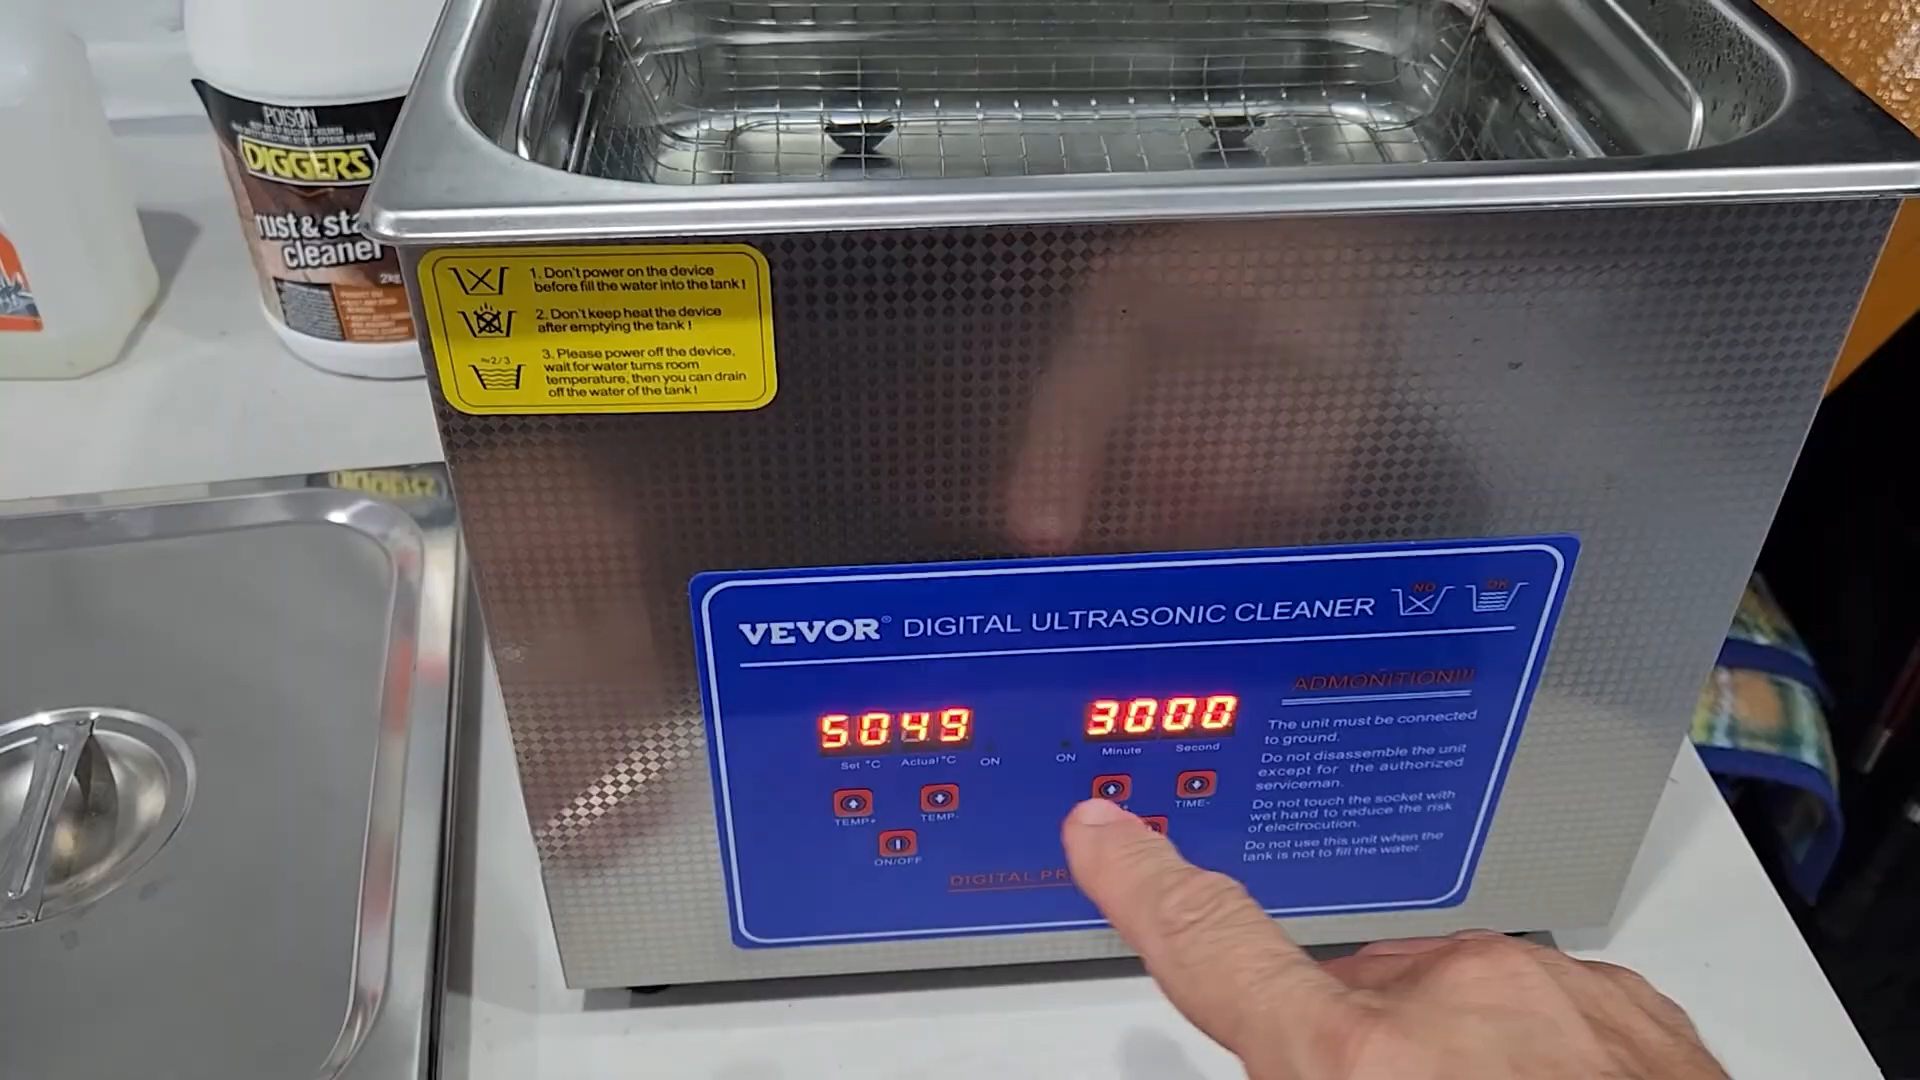 POISON
DIGGERS
rust & sta
cleaner
2kg
1. Don't power on the device
before fill the water into the tank!
2. Don't keep heat the device
after emptying the tank!
≈2/3
3. Please power off the device,
wait for water turns room
temperature, then you can drain
off the water of the tank!
VEVOR® DIGITAL ULTRASONIC CLEANER
NO
OK
5049
3000
Set °C
Actual °C
ON
ON
Minute
Second
TEMP+
TEMP-
TIME-
ON/OFF
DIGITAL PR
ADMONITION!!!
The unit must be connected
to ground.
Do not disassemble the unit
except for the authorized
serviceman.
Do not touch the socket with
wet hand to reduce the risk
of electrocution.
Do not use this unit when the
tank is not to fill the water.